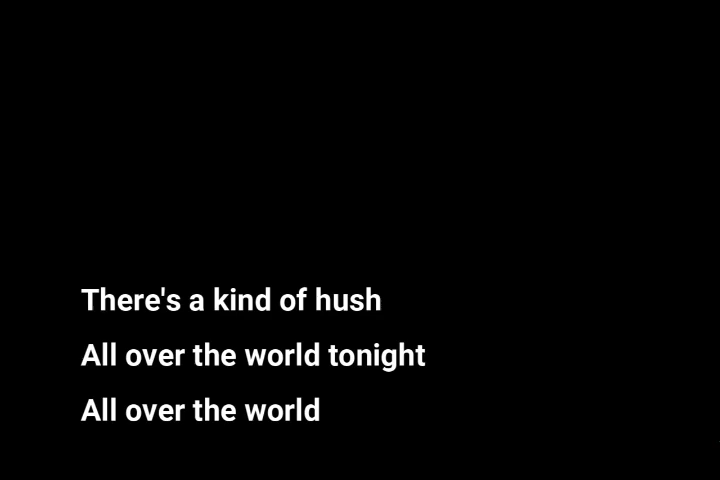 There's a kind of hush
All over the world tonight
All over the world